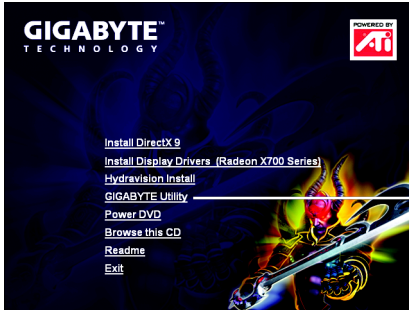 GIGABYTE™
TECHNOLOGY
POWERED BY
ATi
Install DirectX 9
Install Display Drivers (Radeon X700 Series)
Hydravision Install
GIGABYTE Utility
Power DVD
Browse this CD
Readme
Exit